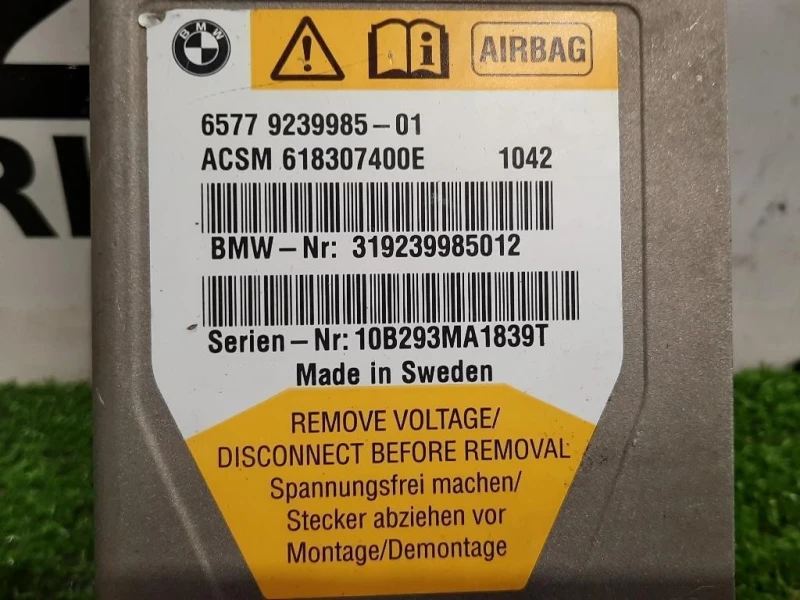 BMW
AIRBAG
6577 9239985-01
ACSM 618307400E 1042
BMW-Nr: 319239985012
Serien-Nr: 10B293MA1839T
Made in Sweden
REMOVE VOLTAGE/
DISCONNECT BEFORE REMOVAL
Spannungsfrei machen/
Stecker abziehen vor
Montage/Demontage